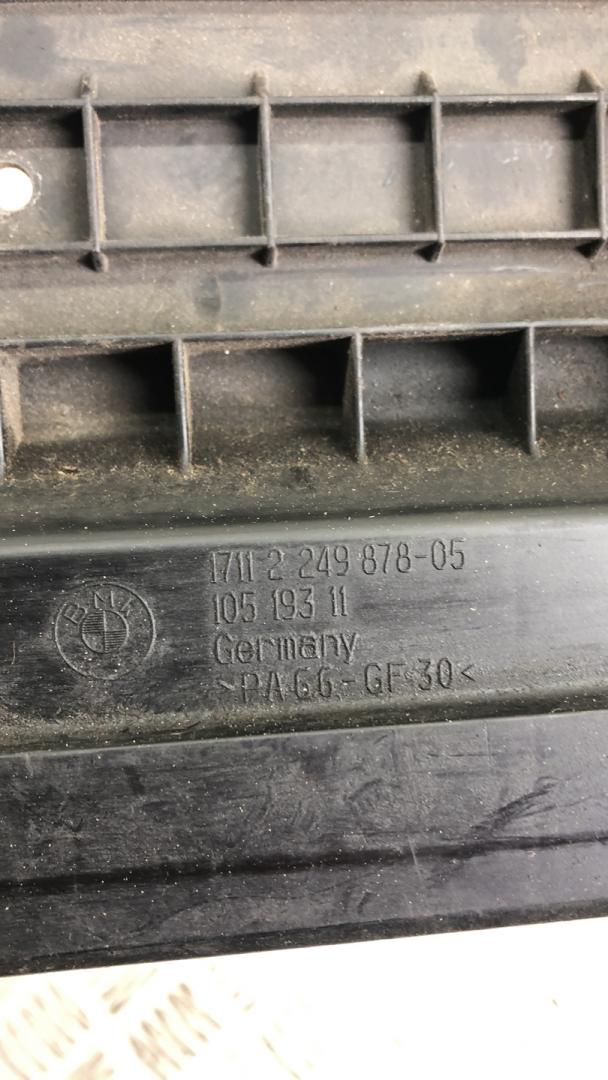 BMW
1711 2 249 878-05
105 193 11
Germany
>PA66-GF30<